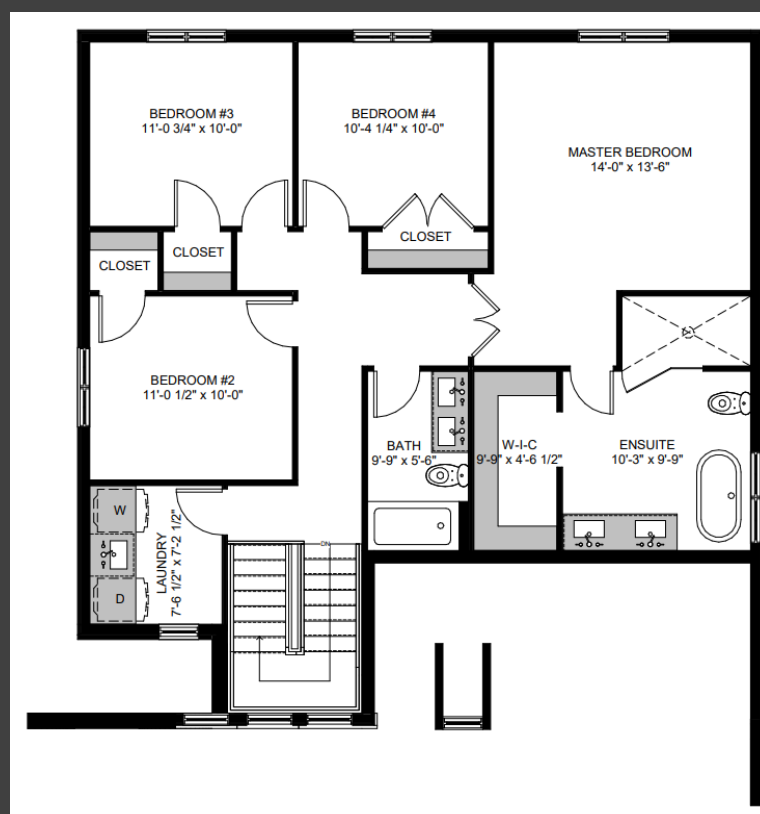 BEDROOM #3
11'-0 3/4" x 10'-0"
BEDROOM #4
10'-4 1/4" x 10'-0"
MASTER BEDROOM
14'-0" x 13'-6"
CLOSET
CLOSET
CLOSET
BEDROOM #2
11'-0 1/2" x 10'-0"
BATH
9'-9" x 5'-6"
W-I-C
9'-9" x 4'-6 1/2"
ENSUITE
10'-3" x 9'-9"
W
LAUNDRY
7'-6 1/2" x 7'-2 1/2"
D
DN